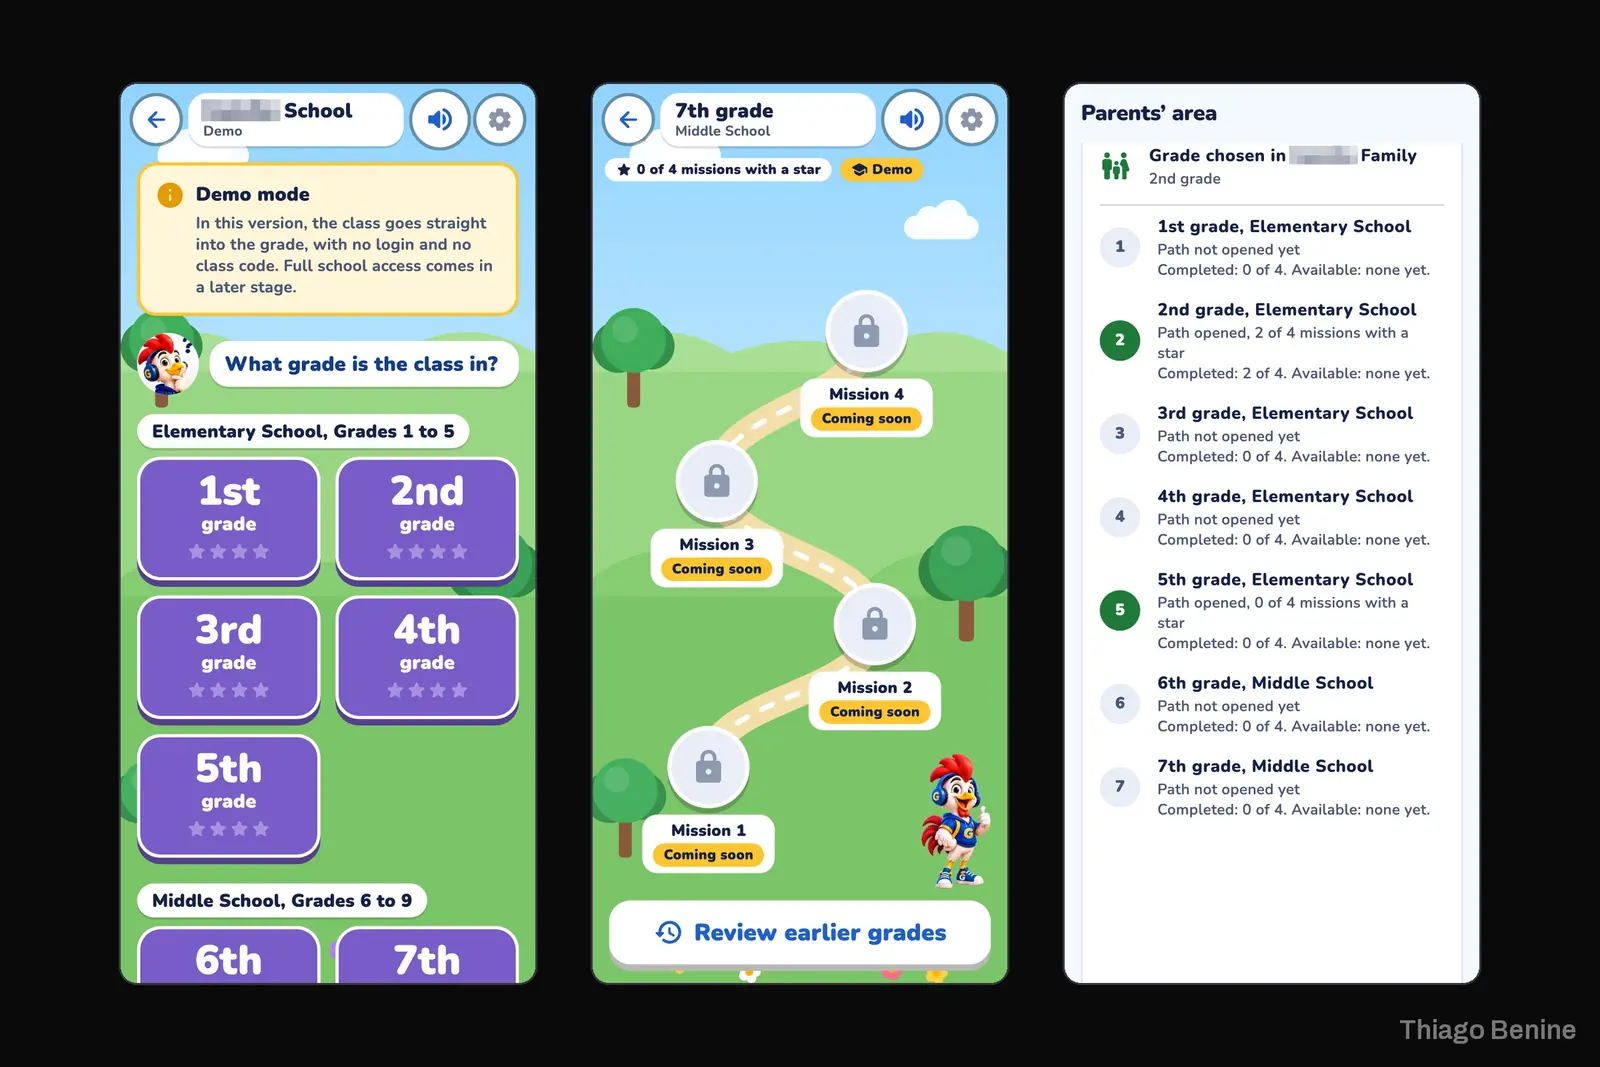 School
Demo
Demo mode
In this version, the class goes straight
into the grade, with no login and no
class code. Full school access comes in
a later stage.
What grade is the class in?
Elementary School, Grades 1 to 5
1st
grade
2nd
grade
3rd
grade
4th
grade
5th
grade
Middle School, Grades 6 to 9
6th
7th
7th grade
Middle School
0 of 4 missions with a star
Demo
Mission 4
Coming soon
Mission 3
Coming soon
Mission 2
Coming soon
Mission 1
Coming soon
G
G
Review earlier grades
Parents' area
Grade chosen in
Family
2nd grade
1
1st grade, Elementary School
Path not opened yet
Completed: 0 of 4. Available: none yet.
2
2nd grade, Elementary School
Path opened, 2 of 4 missions with a
star
Completed: 2 of 4. Available: none yet.
3
3rd grade, Elementary School
Path not opened yet
Completed: 0 of 4. Available: none yet.
4
4th grade, Elementary School
Path not opened yet
Completed: 0 of 4. Available: none yet.
5
5th grade, Elementary School
Path opened, 0 of 4 missions with a
star
Completed: 0 of 4. Available: none yet.
6
6th grade, Middle School
Path not opened yet
Completed: 0 of 4. Available: none yet.
7
7th grade, Middle School
Path not opened yet
Completed: 0 of 4. Available: none yet.
Thiago Benine